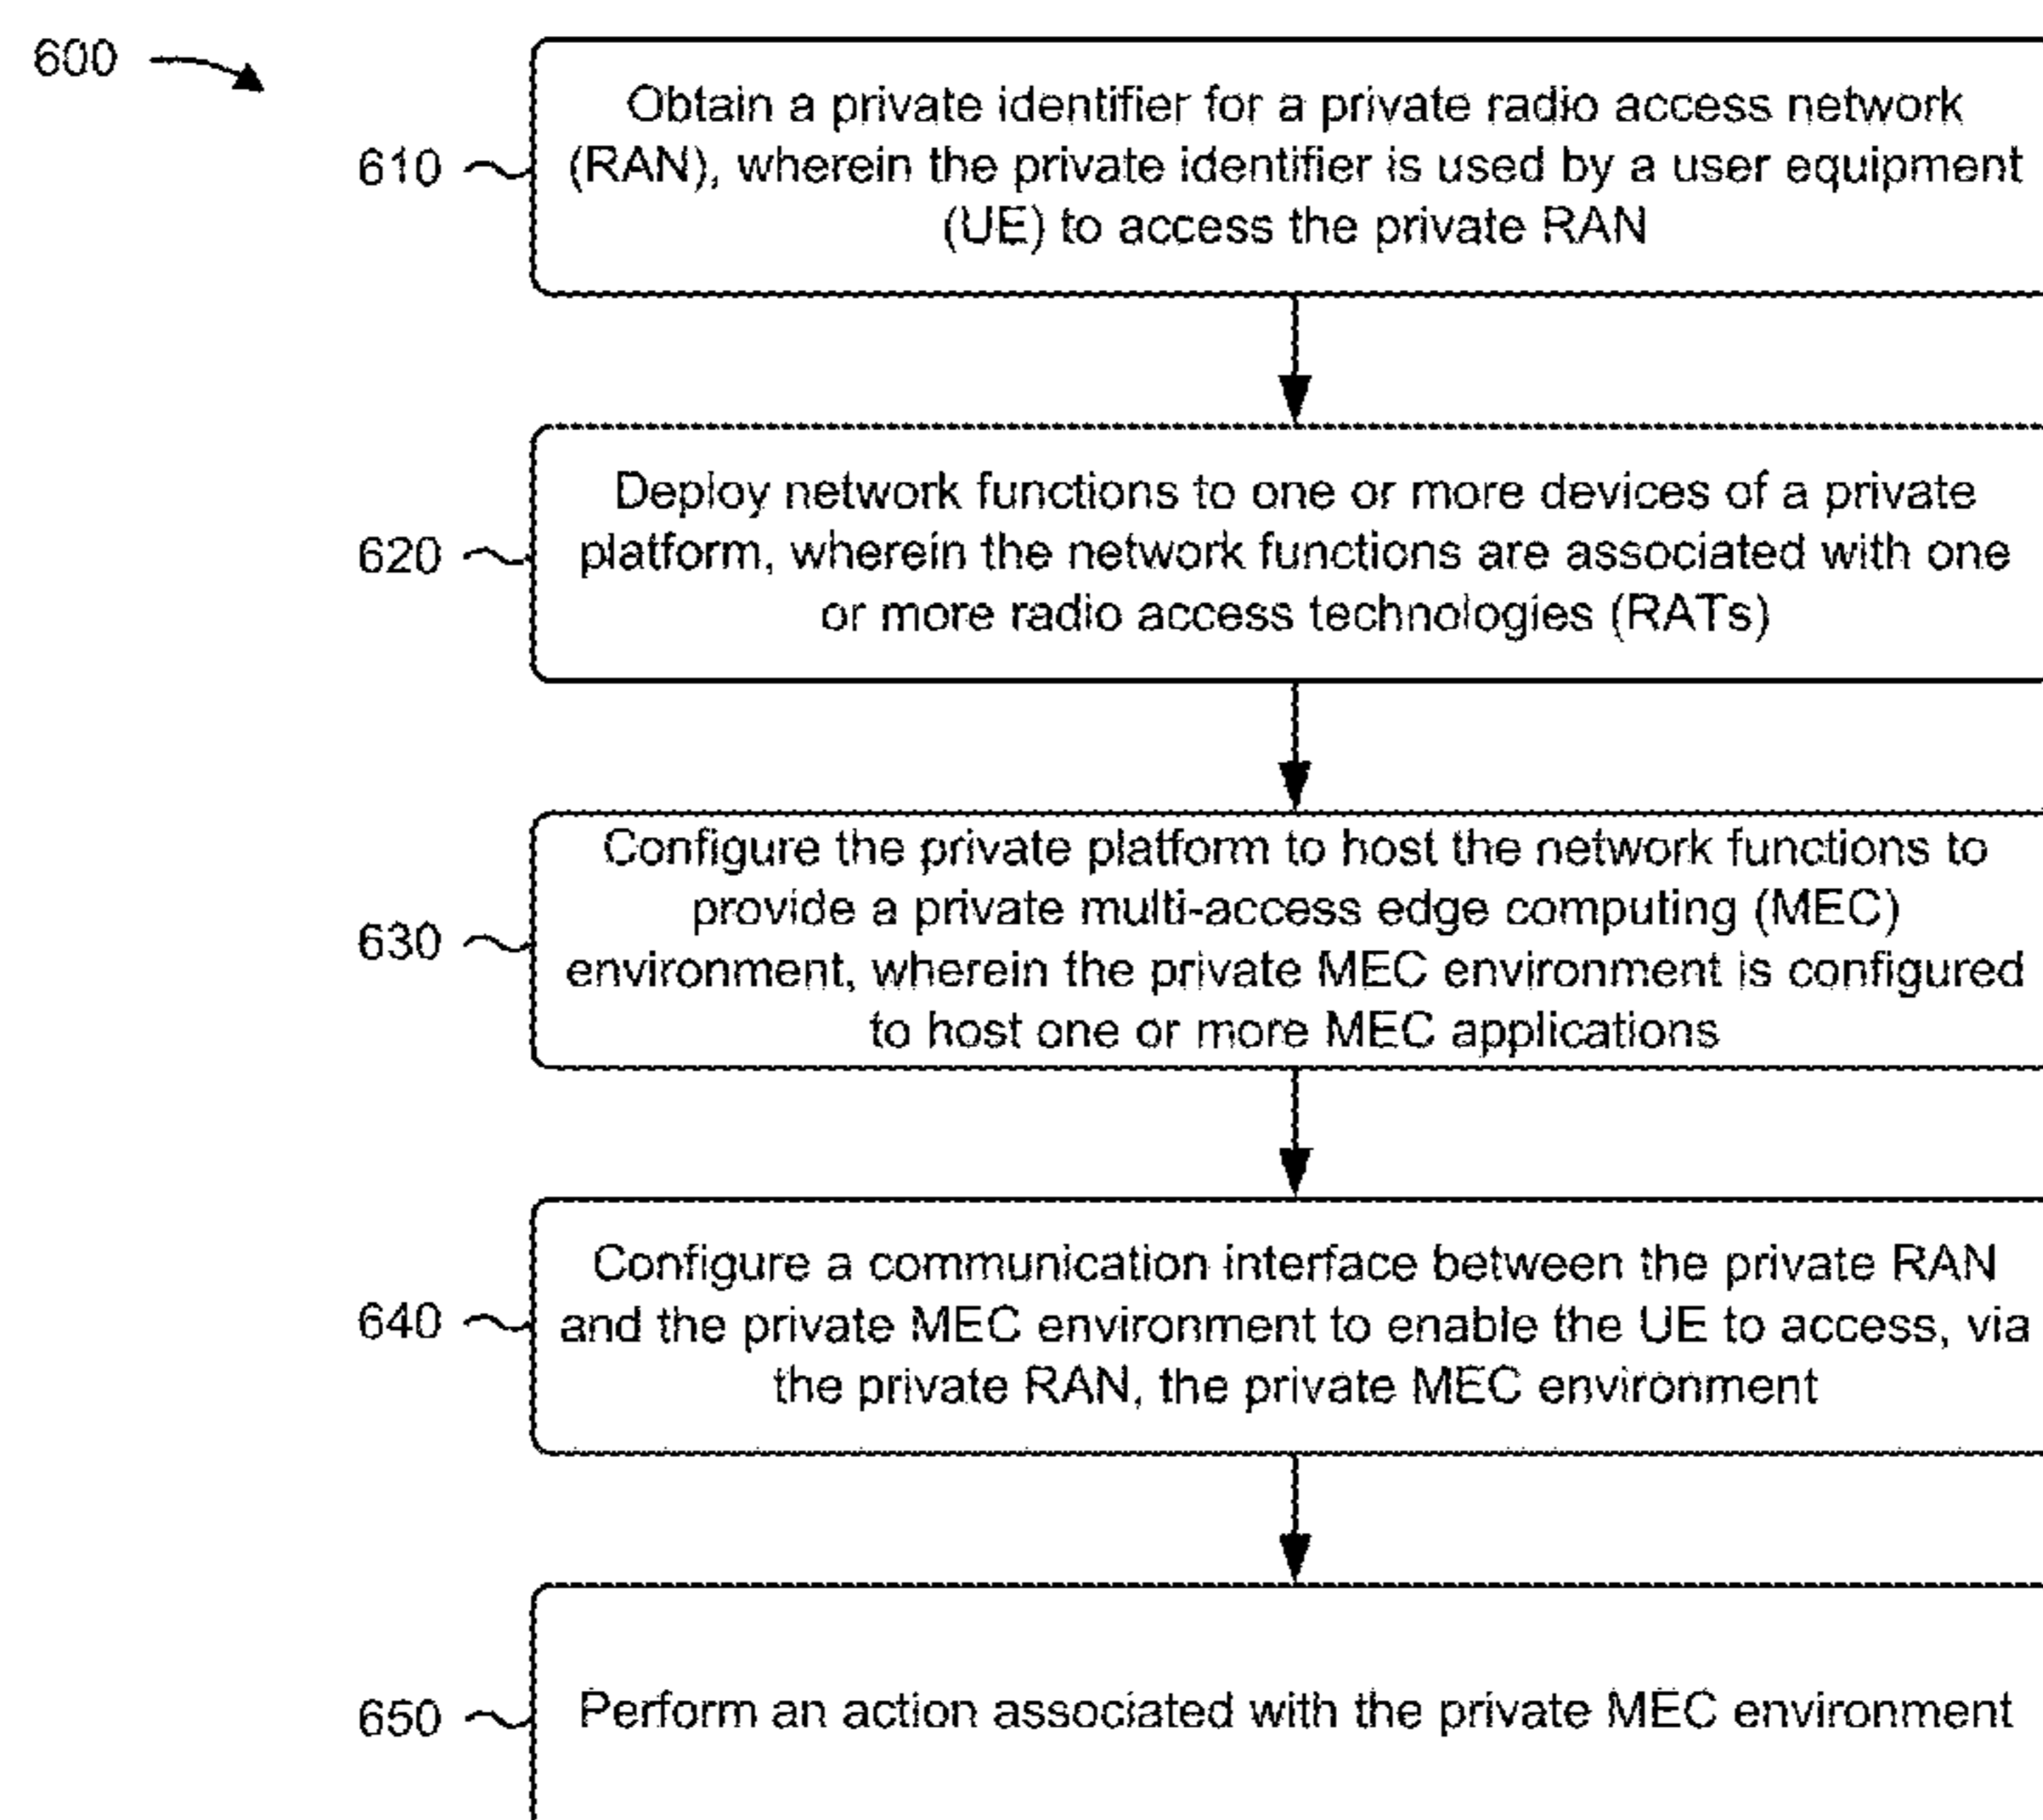 600
610
Obtain a private identifier for a private radio access network
(RAN), wherein the private identifier is used by a user equipment
(UE) to access the private RAN
620
Deploy network functions to one or more devices of a private
platform, wherein the network functions are associated with one
or more radio access technologies (RATs)
630
Configure the private platform to host the network functions to
provide a private multi-access edge computing (MEC)
environment, wherein the private MEC environment is configured
to host one or more MEC applications
640
Configure a communication interface between the private RAN
and the private MEC environment to enable the UE to access, via
the private RAN, the private MEC environment
650
Perform an action associated with the private MEC environment